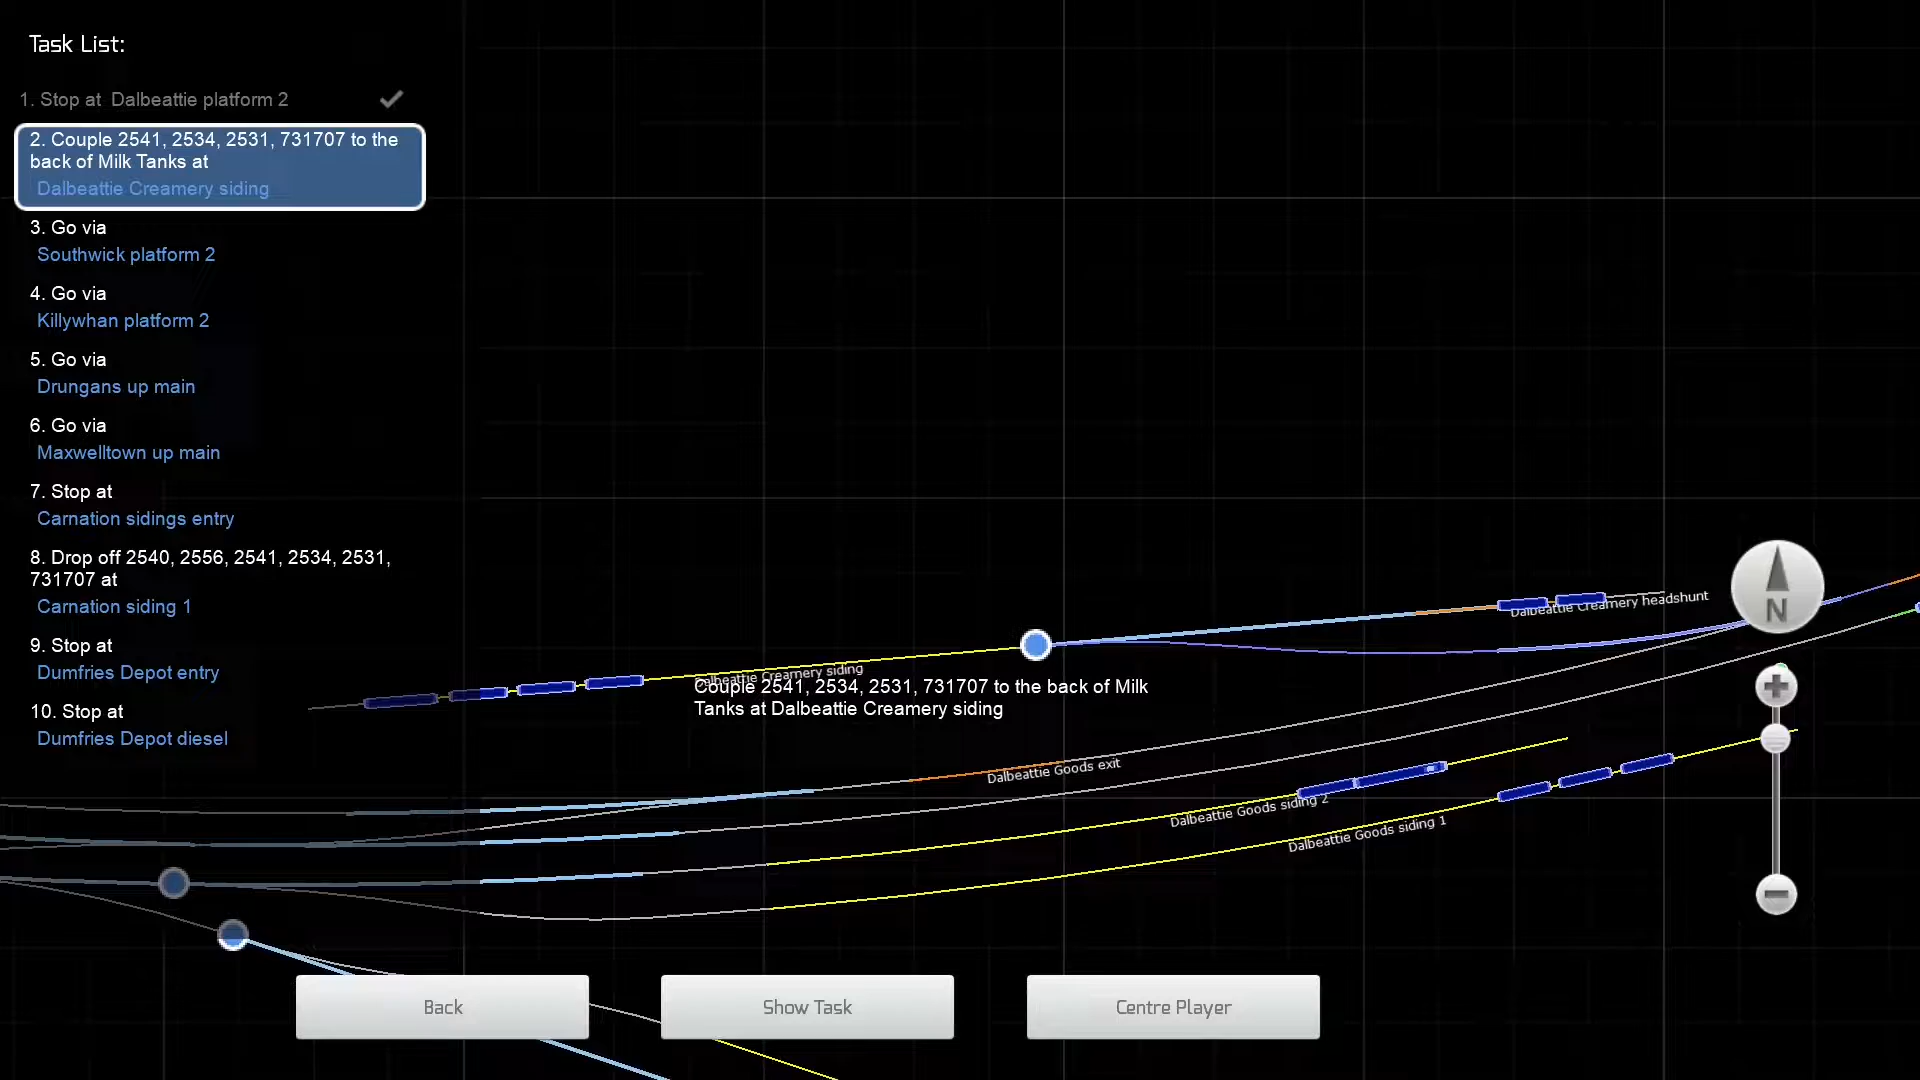 Task List:
1. Stop at  Dalbeattie platform 2
2. Couple 2541, 2534, 2531, 731707 to the
back of Milk Tanks at
Dalbeattie Creamery siding
3. Go via
Southwick platform 2
4. Go via
Killywhan platform 2
5. Go via
Drungans up main
6. Go via
Maxwelltown up main
7. Stop at
Carnation sidings entry
8. Drop off 2540, 2556, 2541, 2534, 2531,
731707 at
Carnation siding 1
9. Stop at
Dumfries Depot entry
10. Stop at
Dumfries Depot diesel
Dalbeattie Creamery headshunt
N
Dalbeattie Creamery siding
Couple 2541, 2534, 2531, 731707 to the back of Milk
Tanks at Dalbeattie Creamery siding
Dalbeattie Goods exit
Dalbeattie Goods siding 2
Dalbeattie Goods siding 1
Back
Show Task
Centre Player